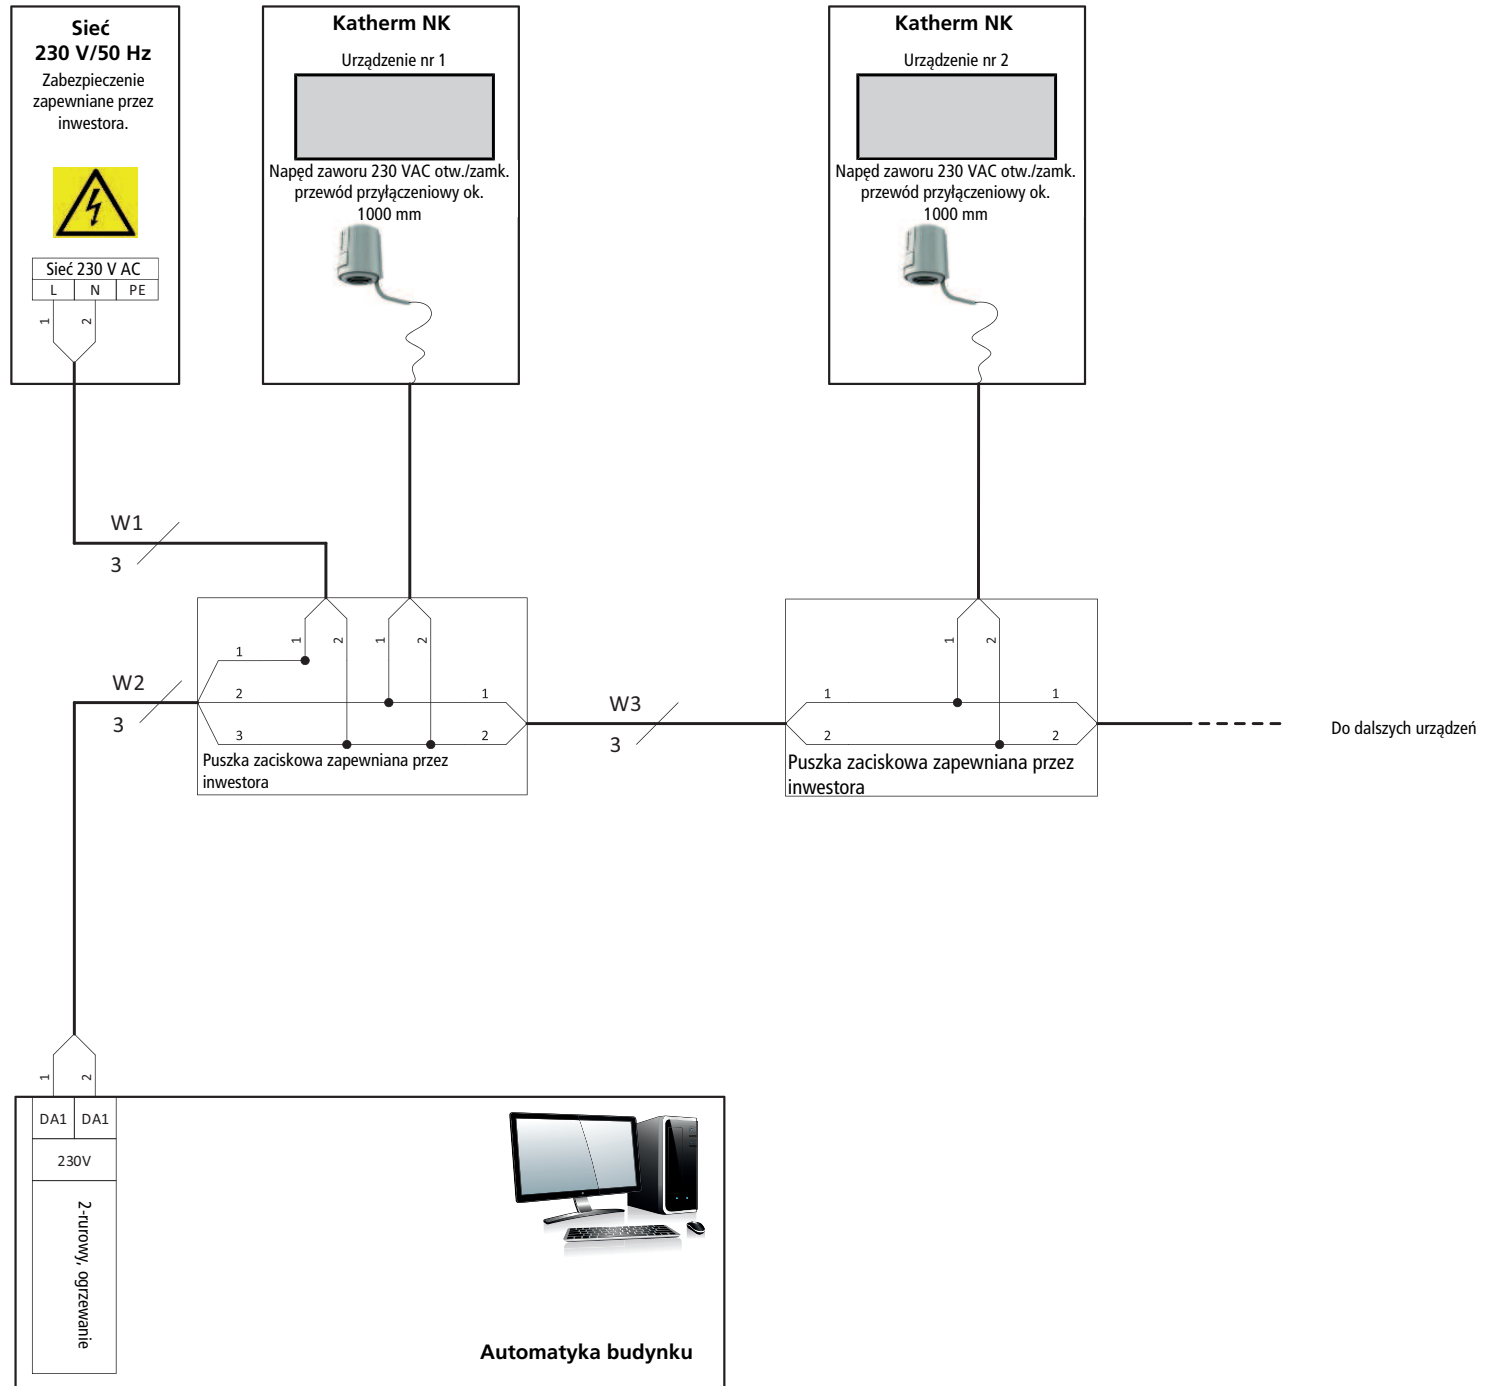 Sieć
230 V/50 Hz
Zabezpieczenie
zapewniane przez
inwestora.
Sieć 230 V AC
L N PE
1 2
Katherm NK
Urządzenie nr 1
Napęd zaworu 230 VAC otw./zamk.
przewód przyłączeniowy ok.
1000 mm
Katherm NK
Urządzenie nr 2
Napęd zaworu 230 VAC otw./zamk.
przewód przyłączeniowy ok.
1000 mm
W1
3
W2
3
1 2 1 2
1
2 1
3 2
Puszka zaciskowa zapewniana przez
inwestora
W3
3
1 2
1 1
2 2
Puszka zaciskowa zapewniana przez
inwestora
Do dalszych urządzeń
1 2
DA1 DA1
230V
2-rurowy, ogrzewanie
Automatyka budynku